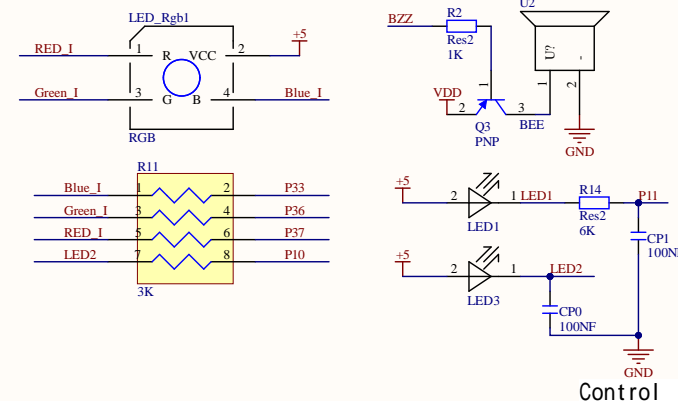 LED_Rgb1
RED_I
1
R
VCC
2
+5
Green_I
3
G
B
4
Blue_I
RGB
BZZ
R2
Res2
1K
U2
U?
-
1
2
1
VDD
2
3
Q3
PNP
BEE
GND
R11
Blue_I
1
2
P33
Green_I
3
4
P36
RED_I
5
6
P37
LED2
7
8
P10
3K
+5
2
1
LED1
LED1
R14
Res2
6K
P11
CP1
+5
2
1
LED2
LED3
CP0
100NF
GND
Control